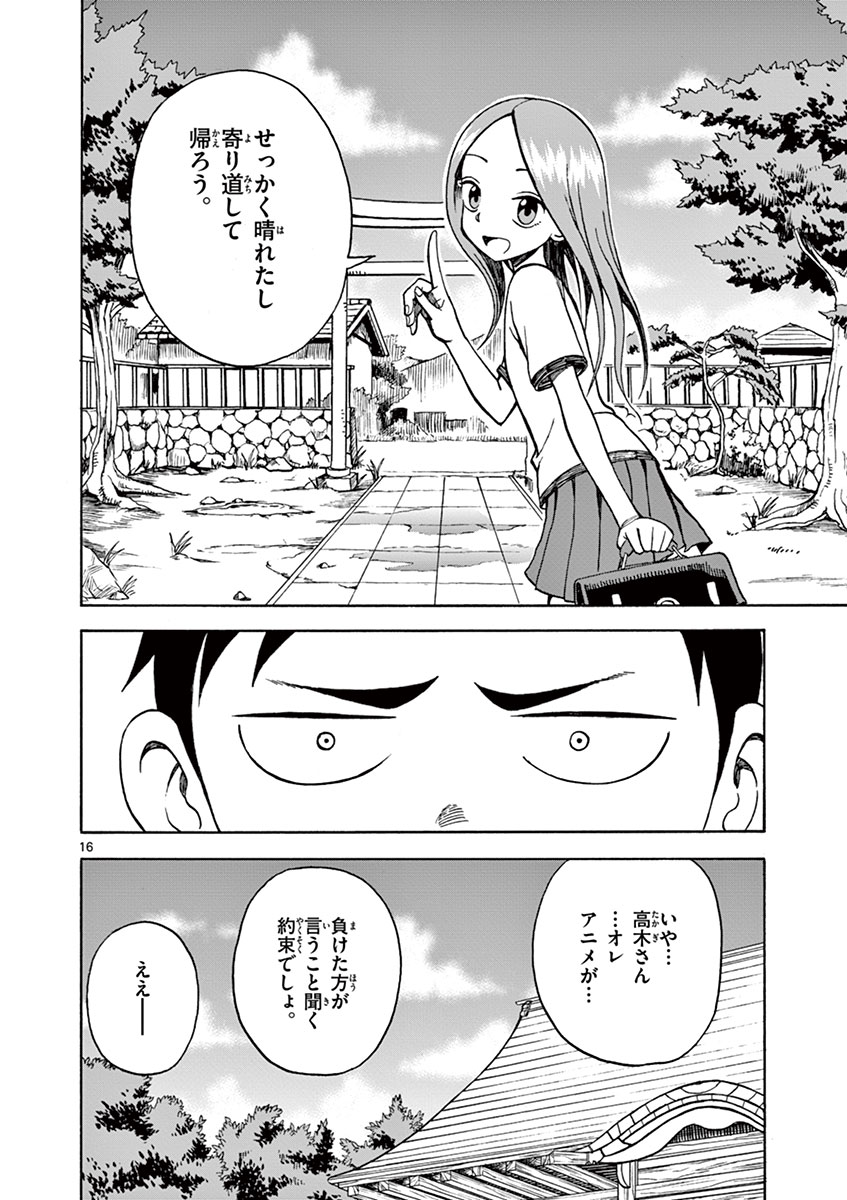 せっかく晴れたし
寄り道して
帰ろう。
16
いや…
高木さん
…オレ
アニメが…
負けた方が
言うこと聞く
約束でしょ。
ええ──